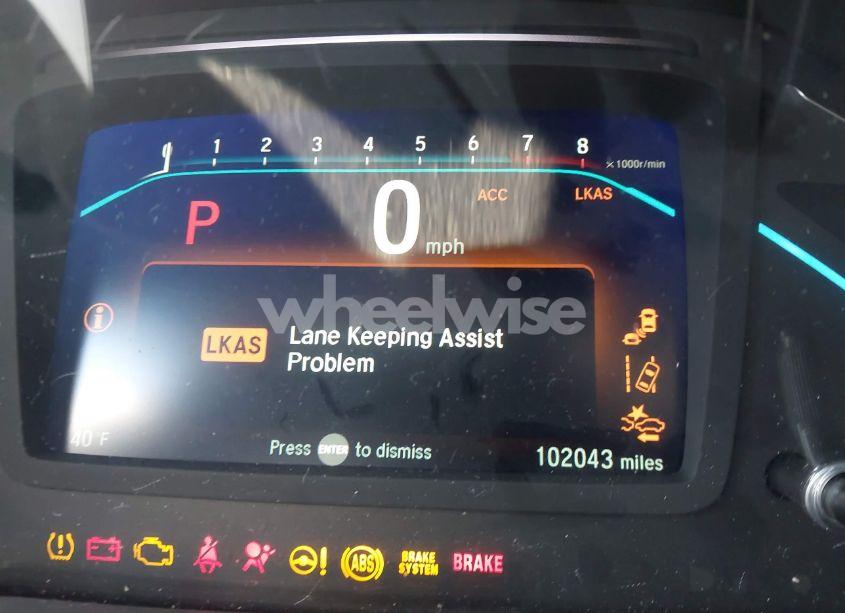 1 2 3 4 5 6 7 8
×1000r/min
P
0 mph
ACC
LKAS
wheelwise
LKAS
Lane Keeping Assist
Problem
40 F
Press ENTER to dismiss
102043 miles
ABS
BRAKE
SYSTEM
BRAKE